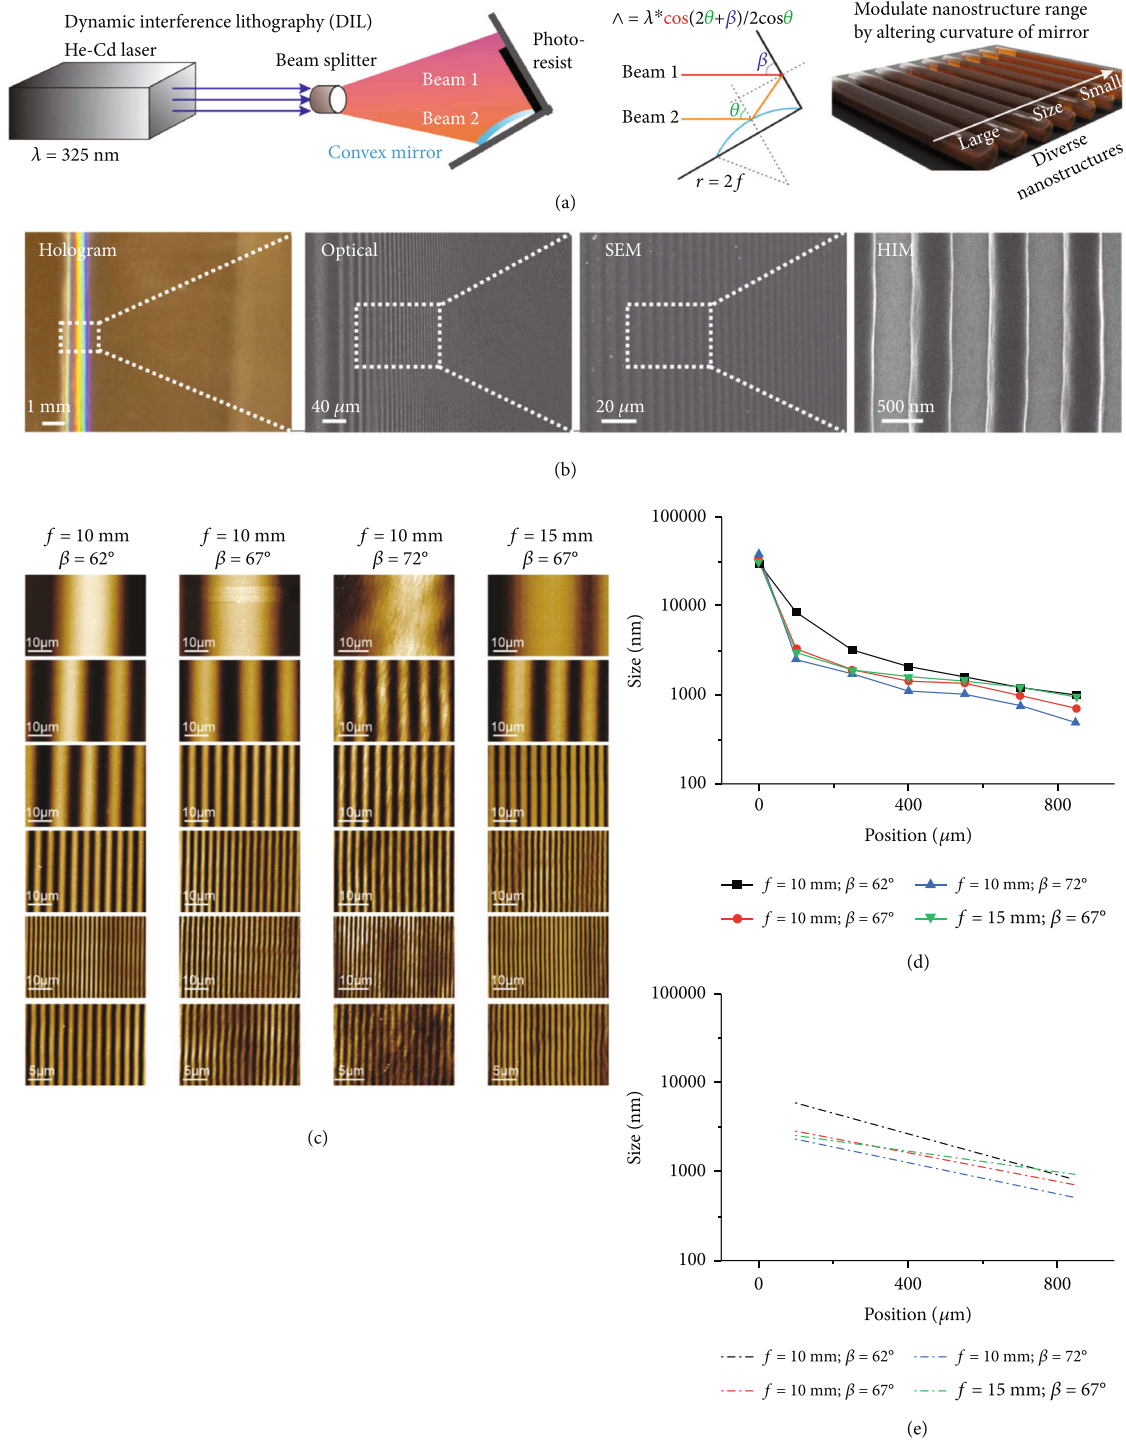 Dynamic interference lithography (DIL)
He-Cd laser
Beam splitter
Beam 1
Beam 2
Convex mirror
Photo-
resist
λ = 325 nm
∧ = λ*cos(2θ+β)/2cosθ
Beam 1
β
Beam 2
θ
r = 2f
Modulate nanostructure range
by altering curvature of mirror
Small
Size
Large
Diverse
nanostructures
(a)
Hologram
1 mm
Optical
40 μm
SEM
20 μm
HIM
500 nm
(b)
f = 10 mm
β = 62°
f = 10 mm
β = 67°
f = 10 mm
β = 72°
f = 15 mm
β = 67°
10μm 10μm 10μm 10μm
10μm 10μm 10μm 10μm
10μm 10μm 10μm 10μm
10μm 10μm 10μm 10μm
10μm 10μm 10μm 10μm
5μm 5μm 5μm 5μm
(c)
100000
10000
1000
100
Size (nm)
0 400 800
Position (μm)
f = 10 mm; β = 62° f = 10 mm; β = 72°
f = 10 mm; β = 67° f = 15 mm; β = 67°
(d)
100000
10000
1000
100
Size (nm)
0 400 800
Position (μm)
f = 10 mm; β = 62° f = 10 mm; β = 72°
f = 10 mm; β = 67° f = 15 mm; β = 67°
(e)